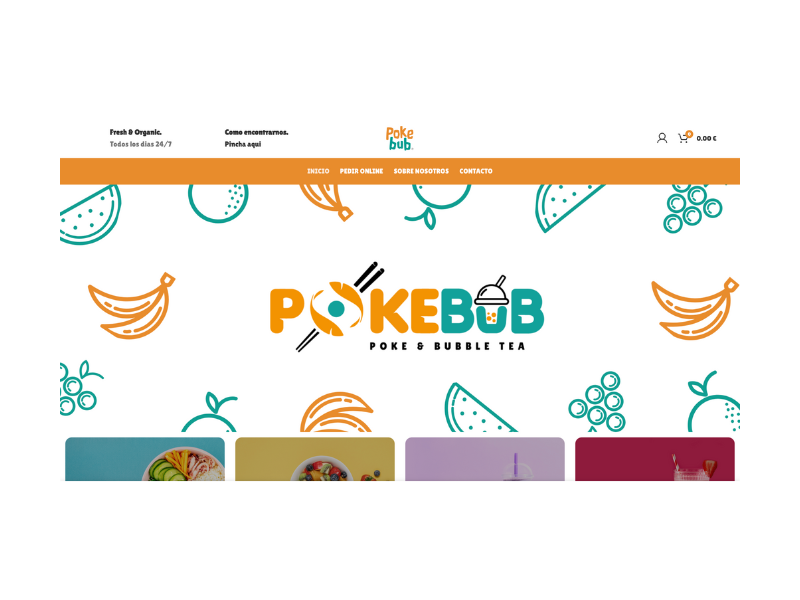 Fresh & Organic.
Todos los días 24/7
Como encontrarnos.
Pincha aquí
Poke
bub.
0
0.00 €
INICIO PEDIR ONLINE SOBRE NOSOTROS CONTACTO
POKEBUB
POKE & BUBBLE TEA